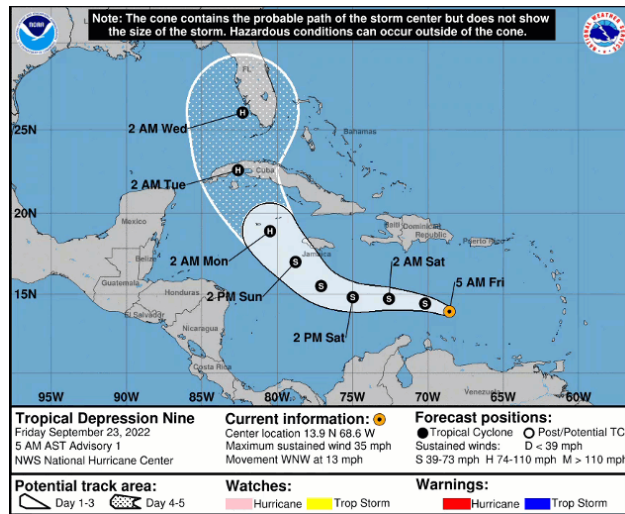 Note: The cone contains the probable path of the storm center but does not show
the size of the storm. Hazardous conditions can occur outside of the cone.
NOAA
FL
25N
2 AM Wed
Bahamas
2 AM Tue
Cuba
20N
Mexico
Haiti
Dominican
Republic
Puerto Rico
2 AM Mon
Jamaica
2 AM Sat
Belize
5 AM Fri
Guatemala
Honduras
2 PM Sun
15N
El Salvador
2 PM Sat
Nicaragua
Costa Rica
Venezuela
H
H
H
S
S
S
S
S
95W
90W
85W
80W
75W
70W
65W
60W
Tropical Depression Nine
Friday September 23, 2022
5 AM AST Advisory 1
NWS National Hurricane Center
Current information:
Center location 13.9 N 68.6 W
Maximum sustained wind 35 mph
Movement WNW at 13 mph
Forecast positions:
Tropical Cyclone Post/Potential TC
Sustained winds: D < 39 mph
S 39-73 mph H 74-110 mph M > 110 mph
Potential track area:
Day 1-3 Day 4-5
Watches:
Hurricane Trop Storm
Warnings:
Hurricane Trop Storm